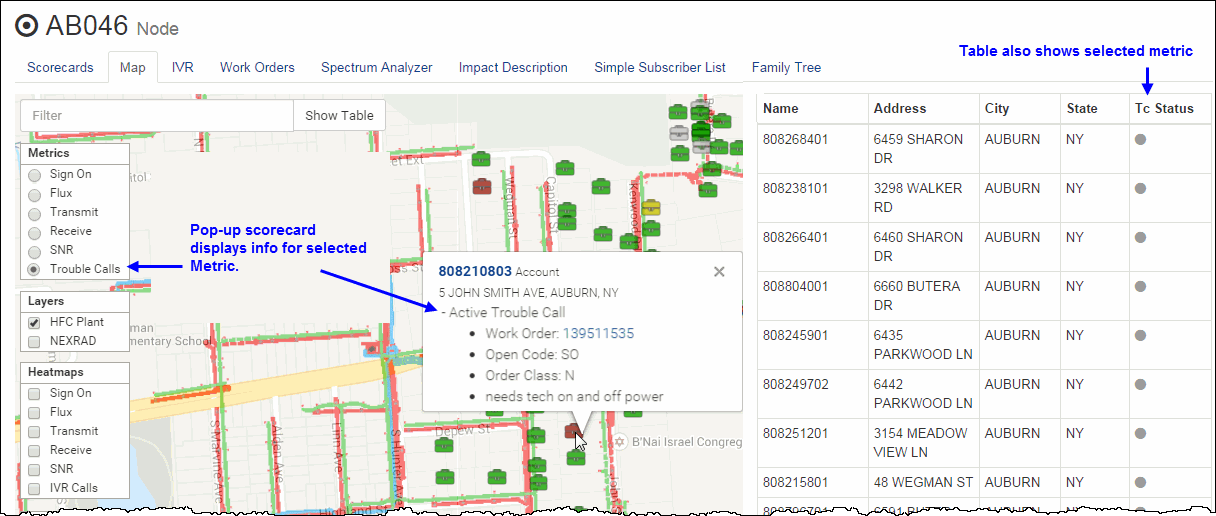 AB046 Node
Scorecards Map IVR Work Orders Spectrum Analyzer Impact Description Simple Subscriber List Family Tree
Table also shows selected metric
Filter Show Table
Metrics
Sign On
Flux
Transmit
Receive
SNR
Trouble Calls
Layers
HFC Plant
NEXRAD
Heatmaps
Sign On
Flux
Transmit
Receive
SNR
IVR Calls
Pop-up scorecard
displays info for selected
Metric.
808210803 Account
5 JOHN SMITH AVE, AUBURN, NY
- Active Trouble Call
Work Order: 139511535
Open Code: SO
Order Class: N
needs tech on and off power
et Ext
Wegman St
Capitol St
Kenwood
ss St
man
mentary School
Depew St
S Marvine Ave
Aldin Ave
Linn Ave
S Hunter Ave
B'Nai Israel Congreg
Name Address City State Tc Status
808268401 6459 SHARON AUBURN NY
DR
808238101 3298 WALKER AUBURN NY
RD
808266401 6460 SHARON AUBURN NY
DR
808804001 6660 BUTERA AUBURN NY
DR
808245901 6435 AUBURN NY
PARKWOOD LN
808249702 6442 AUBURN NY
PARKWOOD LN
808251201 3154 MEADOW AUBURN NY
VIEW LN
808215801 48 WEGMAN ST AUBURN NY